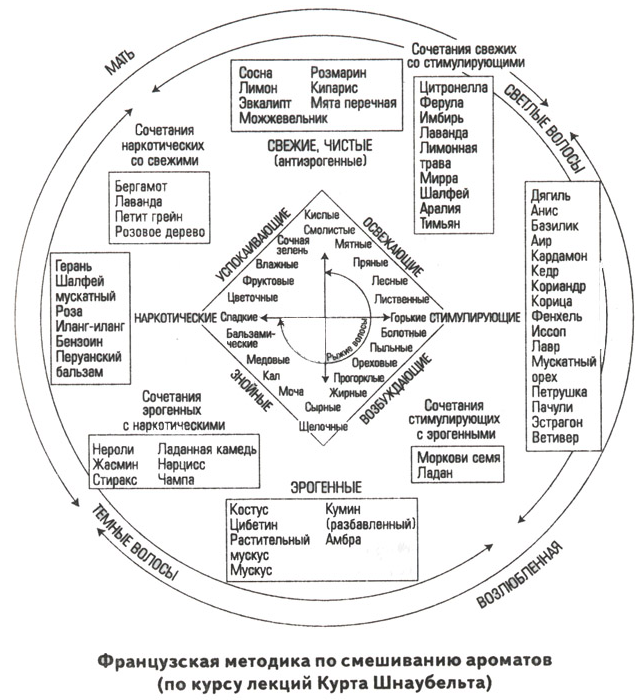 МАТЬ
Сочетания свежих
со стимулирующими
СВЕТЛЫЕ ВОЛОСЫ
Сосна Розмарин
Лимон Кипарис
Эвкалипт Мята перечная
Можжевельник
СВЕЖИЕ, ЧИСТЫЕ
(антиэрогенные)
Цитронелла
Ферула
Имбирь
Лаванда
Лимонная
трава
Мирра
Шалфей
Аралия
Тимьян
Сочетания
наркотических
со свежими
Бергамот
Лаванда
Петит грейн
Розовое дерево
Дягиль
Анис
Базилик
Аир
Кардамон
Кедр
Кориандр
Корица
Фенхель
Иссоп
Лавр
Мускатный
орех
Петрушка
Пачули
Эстрагон
Ветивер
Герань
Шалфей
мускатный
Роза
Иланг-иланг
Бензоин
Перуанский
бальзам
УСПОКАИВАЮЩИЕ
ОСВЕЖАЮЩИЕ
Кислые
Смолистые
Сочная
зелень
Мятные
Влажные
Пряные
Фруктовые
Лесные
Цветочные
Лиственные
НАРКОТИЧЕСКИЕ
Сладкие
Горькие
СТИМУЛИРУЮЩИЕ
Бальзами-
ческие
Болотные
Рыжие волосы
Пыльные
Медовые
Ореховые
Кал
Прогорклые
Моча
Жирные
Сырные
Щелочные
ЗНОЙНЫЕ
ВОЗБУЖДАЮЩИЕ
Сочетания
эрогенных
с наркотическими
Нероли Ладанная камедь
Жасмин Нарцисс
Стиракс Чампа
Сочетания
стимулирующих
с эрогенными
Моркови семя
Ладан
ЭРОГЕННЫЕ
Костус Кумин
Цибетин (разбавленный)
Растительный Амбра
мускус
Мускус
ТЕМНЫЕ ВОЛОСЫ
ВОЗЛЮБЛЕННАЯ
Французская методика по смешиванию ароматов
(по курсу лекций Курта Шнаубельта)